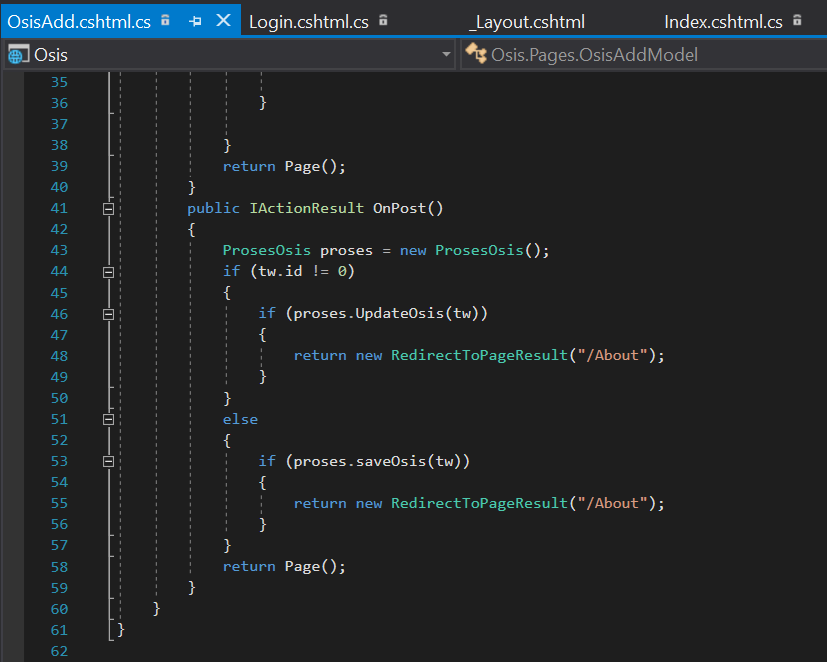 OsisAdd.cshtml.cs Login.cshtml.cs _Layout.cshtml Index.cshtml.cs
Osis Osis.Pages.OsisAddModel
35
36 }
37
38 }
39 return Page();
40 }
41 public IActionResult OnPost()
42 {
43 ProsesOsis proses = new ProsesOsis();
44 if (tw.id != 0)
45 {
46 if (proses.UpdateOsis(tw))
47 {
48 return new RedirectToPageResult("/About");
49 }
50 }
51 else
52 {
53 if (proses.saveOsis(tw))
54 {
55 return new RedirectToPageResult("/About");
56 }
57 }
58 return Page();
59 }
60 }
61 }
62